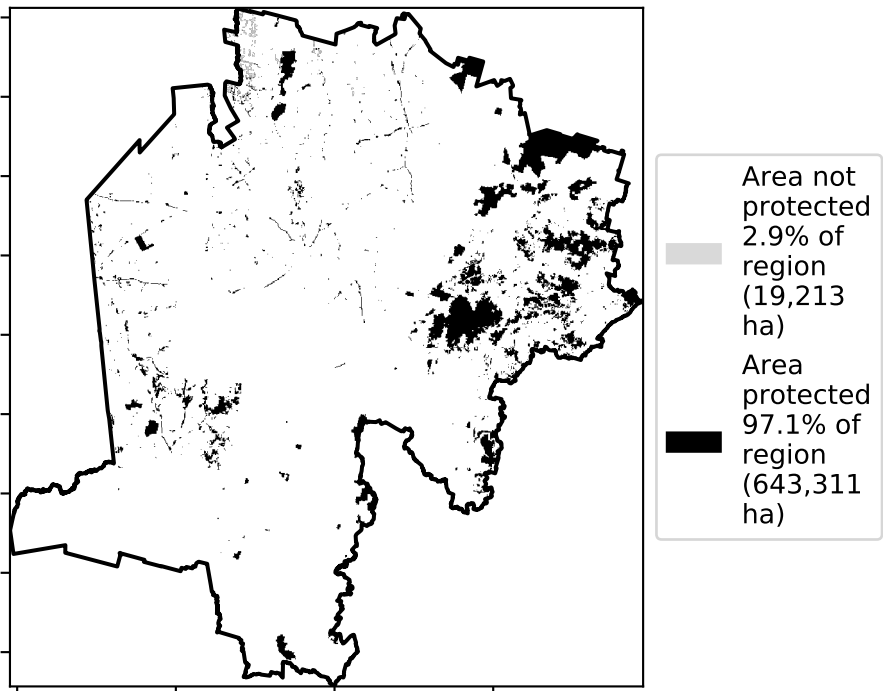 Area not
protected
2.9% of
region
(19,213
ha)
Area
protected
97.1% of
region
(643,311
ha)